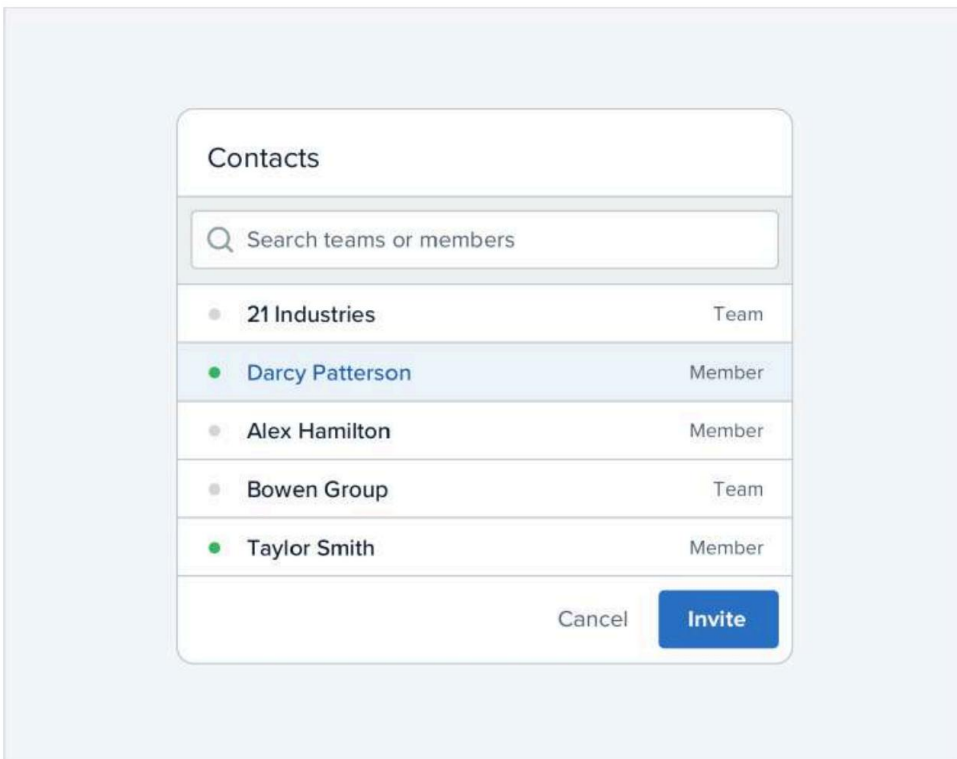 Contacts
Search teams or members
21 Industries Team
Darcy Patterson Member
Alex Hamilton Member
Bowen Group Team
Taylor Smith Member
Cancel Invite